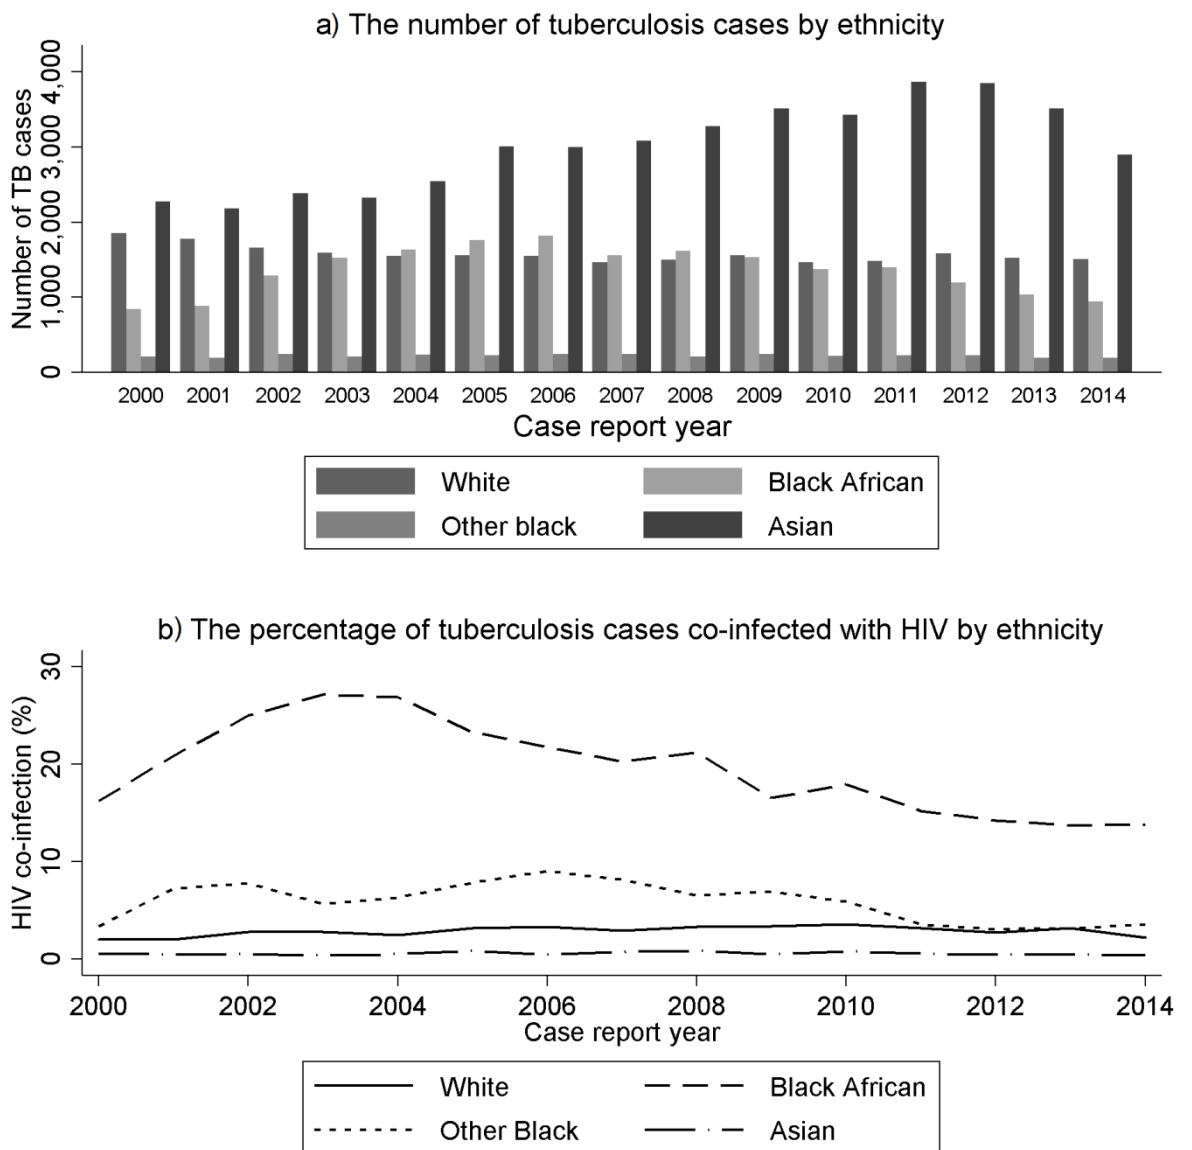 a) The number of tuberculosis cases by ethnicity
Number of TB cases
4,000
3,000
2,000
1,000
0
2000 2001 2002 2003 2004 2005 2006 2007 2008 2009 2010 2011 2012 2013 2014
Case report year
White Black African
Other black Asian
b) The percentage of tuberculosis cases co-infected with HIV by ethnicity
HIV co-infection (%)
30
20
10
0
2000 2002 2004 2006 2008 2010 2012 2014
Case report year
White Black African
Other Black Asian